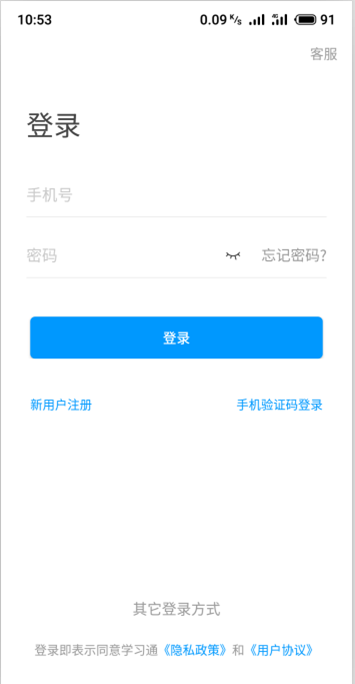 10:53 0.09 K/s 4G 91
客服
登录
手机号
密码 忘记密码?
登录
新用户注册 手机验证码登录
其它登录方式
登录即表示同意学习通《隐私政策》和《用户协议》